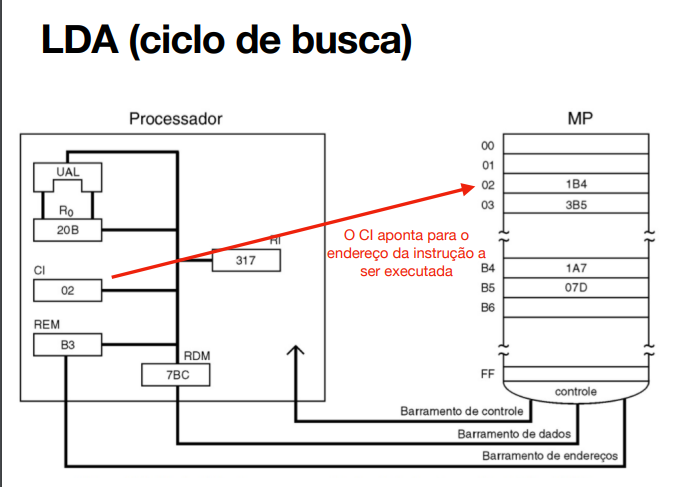 LDA (ciclo de busca)
Processador
MP
UAL
R0
20B
CI
02
REM
B3
RI
317
RDM
7BC
O CI aponta para o
endereço da instrução a
ser executada
00
01
02 1B4
03 3B5
B4 1A7
B5 07D
B6
FF
controle
Barramento de controle
Barramento de dados
Barramento de endereços